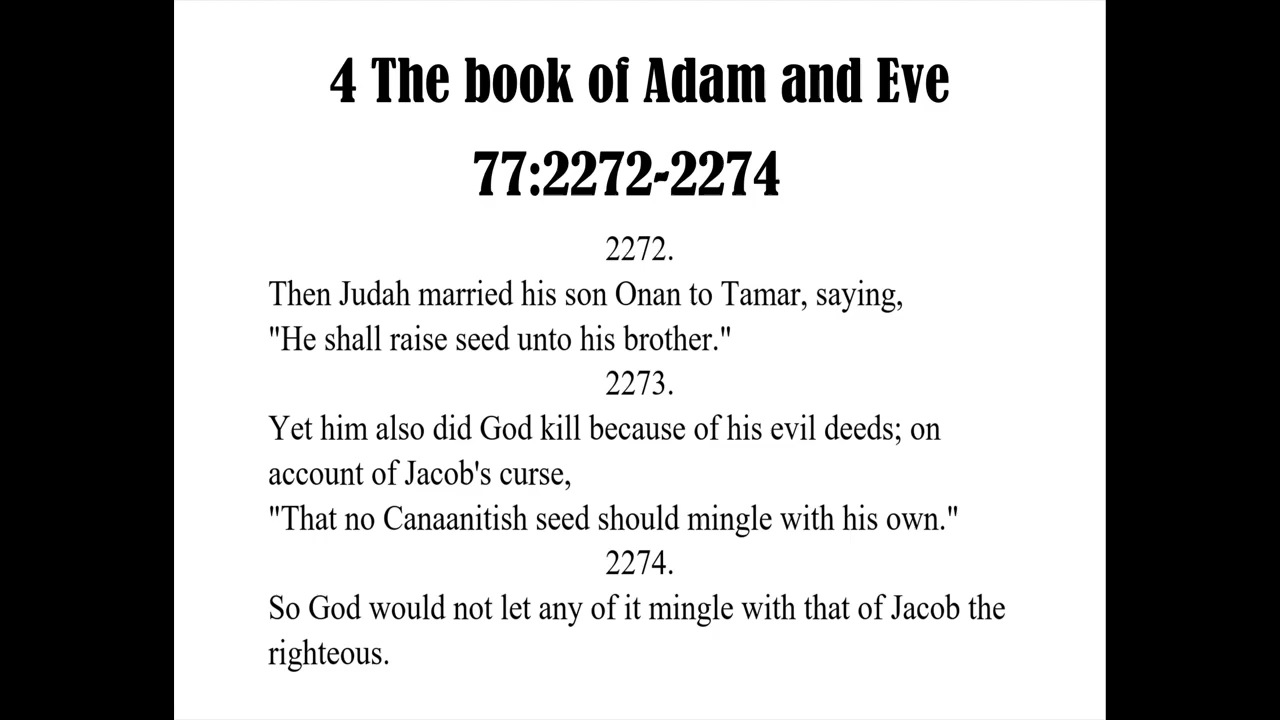 4 The book of Adam and Eve
77:2272-2274
2272.
Then Judah married his son Onan to Tamar, saying,
"He shall raise seed unto his brother."
2273.
Yet him also did God kill because of his evil deeds; on
account of Jacob's curse,
"That no Canaanitish seed should mingle with his own."
2274.
So God would not let any of it mingle with that of Jacob the
righteous.